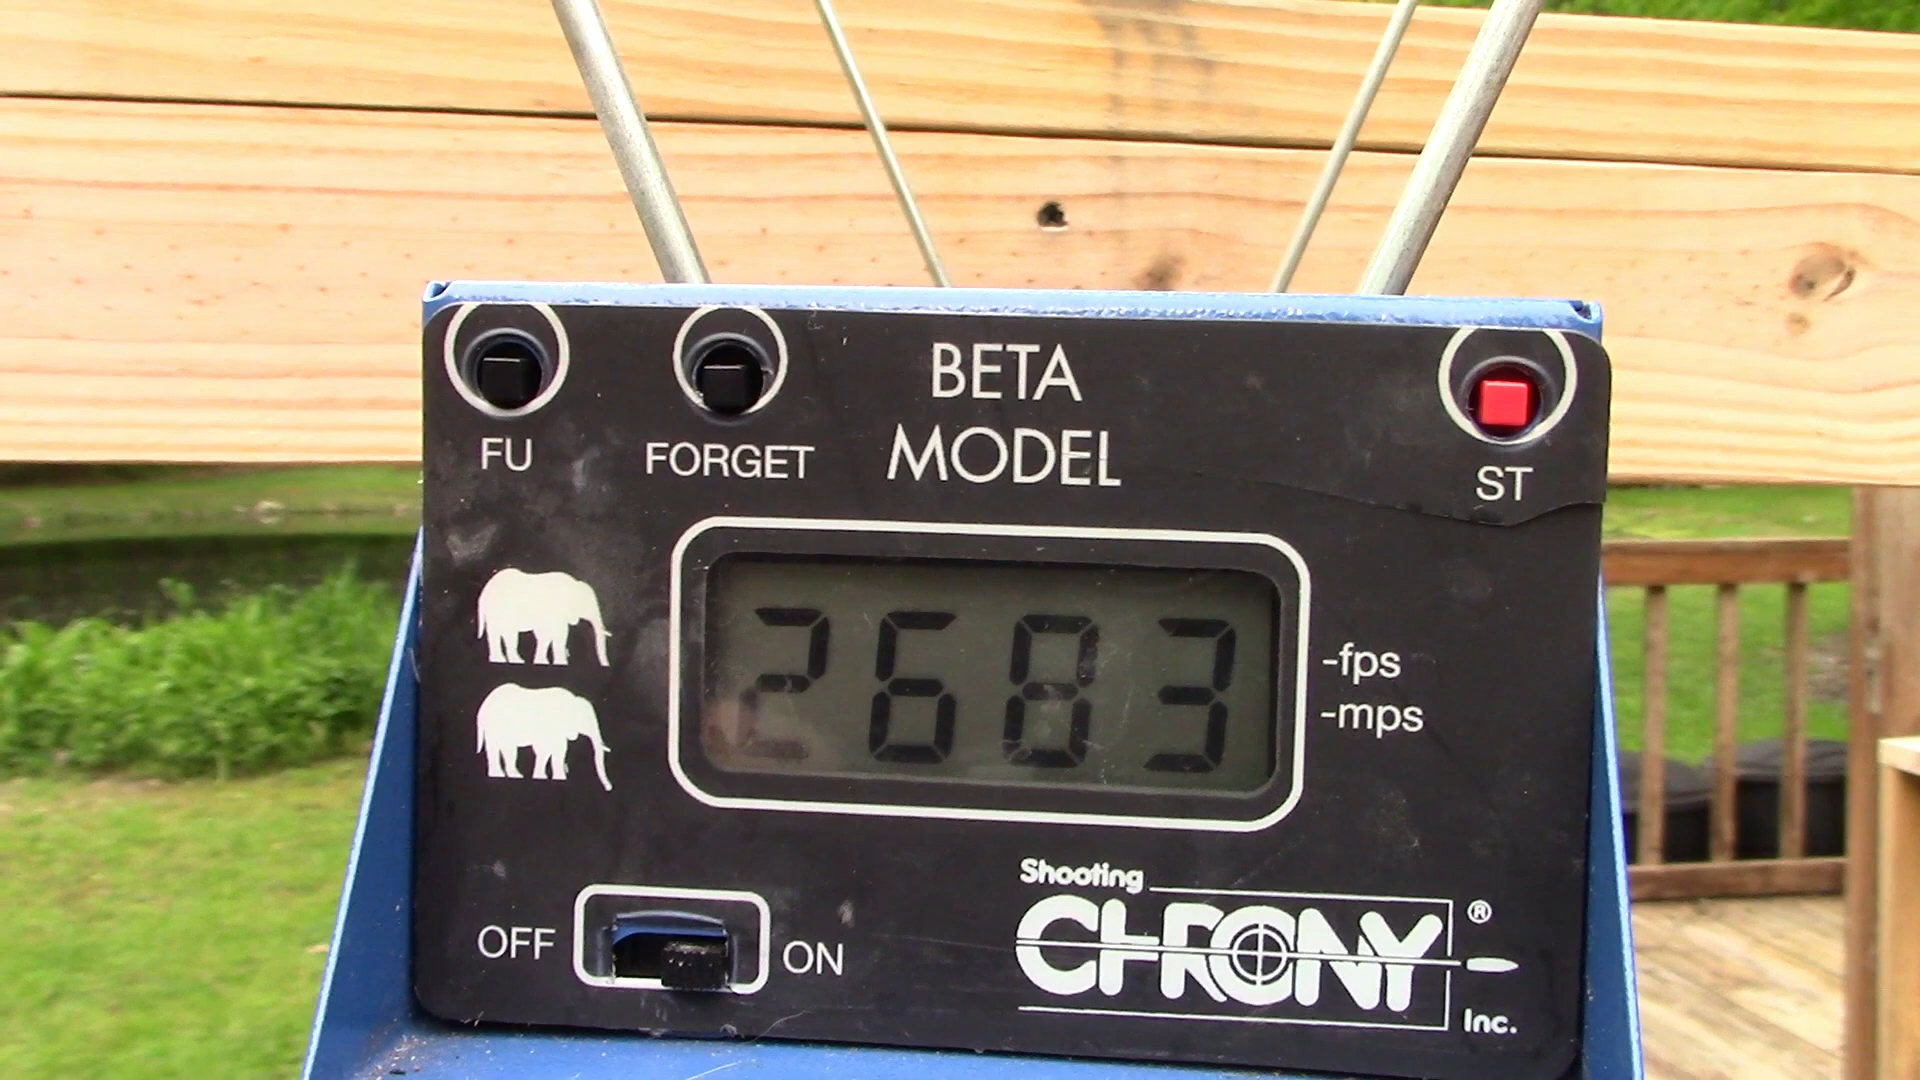 BETA
MODEL
FU
FORGET
ST
2683
-fps
-mps
Shooting
CHRONY ®
OFF
ON
Inc.